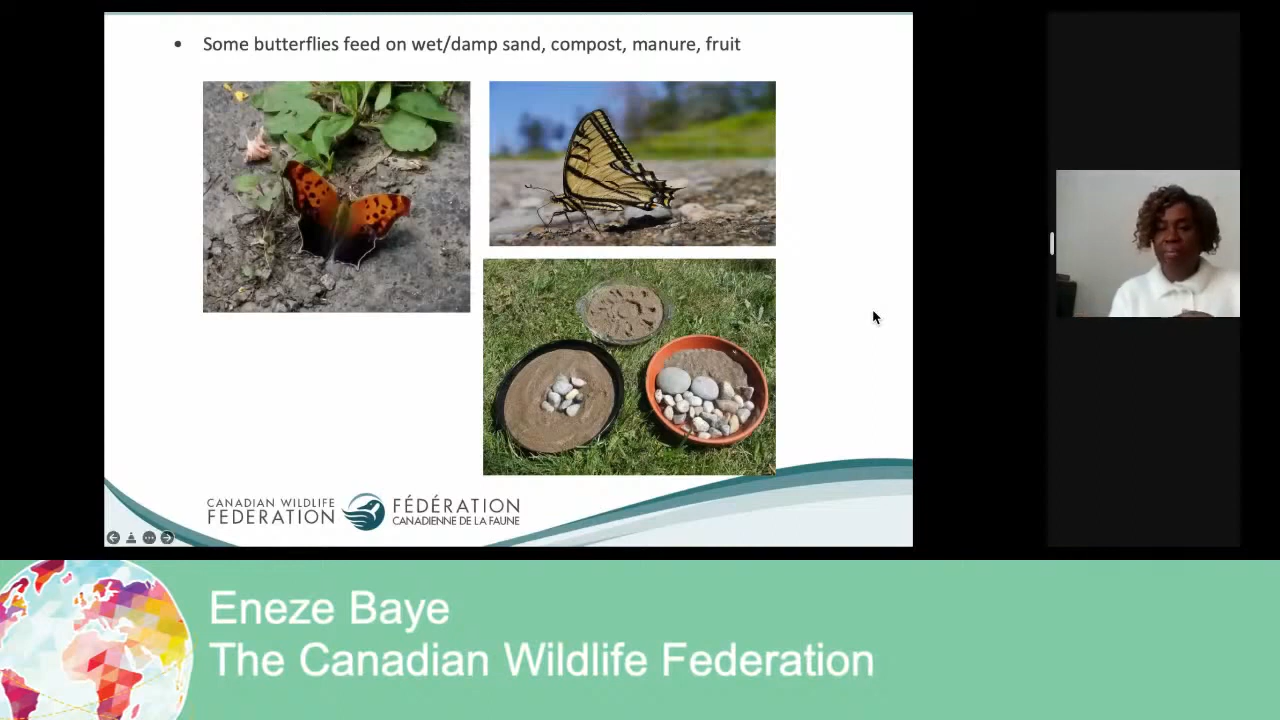 • Some butterflies feed on wet/damp sand, compost, manure, fruit
CANADIAN WILDLIFE
FEDERATION
FÉDÉRATION
CANADIENNE DE LA FAUNE
Eneze Baye
The Canadian Wildlife Federation